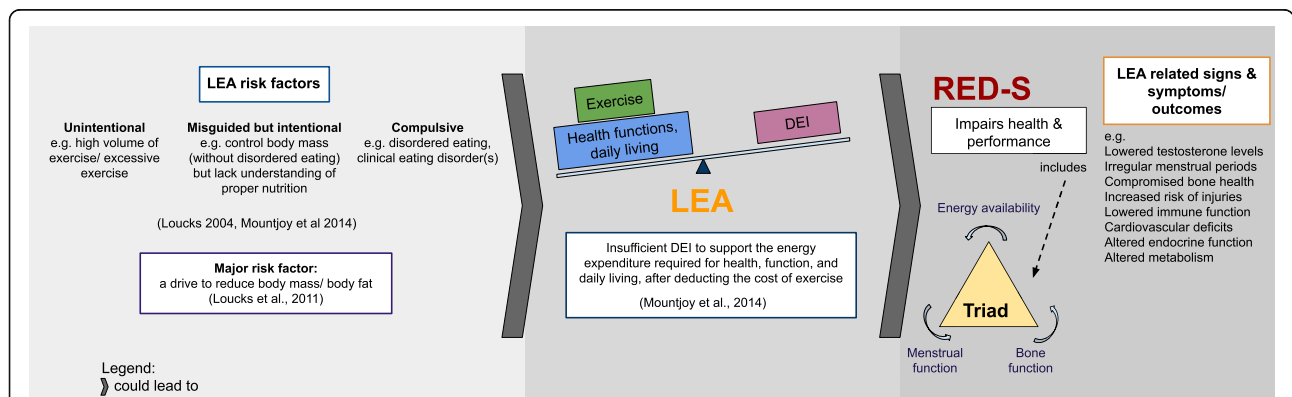 LEA risk factors
Unintentional
e.g. high volume of
exercise/ excessive
exercise
Misguided but intentional
e.g. control body mass
(without disordered eating)
but lack understanding of
proper nutrition
Compulsive
e.g. disordered eating,
clinical eating disorder(s)
(Loucks 2004, Mountjoy et al 2014)
Major risk factor:
a drive to reduce body mass/ body fat
(Loucks et al., 2011)
Legend:
could lead to
Exercise
Health functions,
daily living
DEI
LEA
Insufficient DEI to support the energy
expenditure required for health, function, and
daily living, after deducting the cost of exercise
(Mountjoy et al., 2014)
RED-S
Impairs health &
performance
includes
Energy availability
Triad
Menstrual
function
Bone
function
LEA related signs &
symptoms/
outcomes
e.g.
Lowered testosterone levels
Irregular menstrual periods
Compromised bone health
Increased risk of injuries
Lowered immune function
Cardiovascular deficits
Altered endocrine function
Altered metabolism